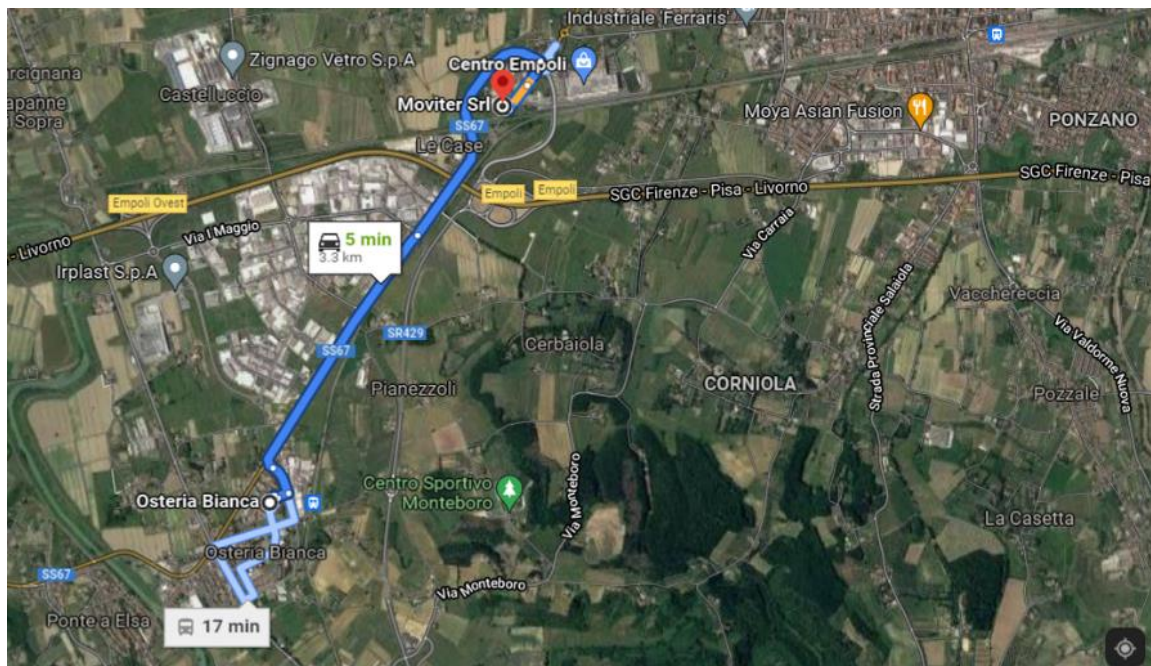 Industriale Ferraris
Zignago Vetro S.p.A
Centro Empoli
arcignana
Castelluccio
Moviter Srl
apanne
i Sopra
Moya Asian Fusion
PONZANO
SS67
Le Case
SGC Firenze - Pisa
Empoli
Empoli
SGC Firenze - Pisa - Livorno
Empoli Ovest
Via I Maggio
- Livorno
5 min
3.3 km
Via Carraia
Irplast S.p.A
Strada Provinciale Salaiola
Vacchereccia
SR429
Cerbaiola
SS67
Via Valdorme Nuova
Pianezzoli
CORNIOLA
Pozzale
Centro Sportivo
Monteboro
Via Monteboro
Osteria Bianca
La Casetta
Osteria Bianca
SS67
Via Monteboro
Ponte a Elsa
17 min